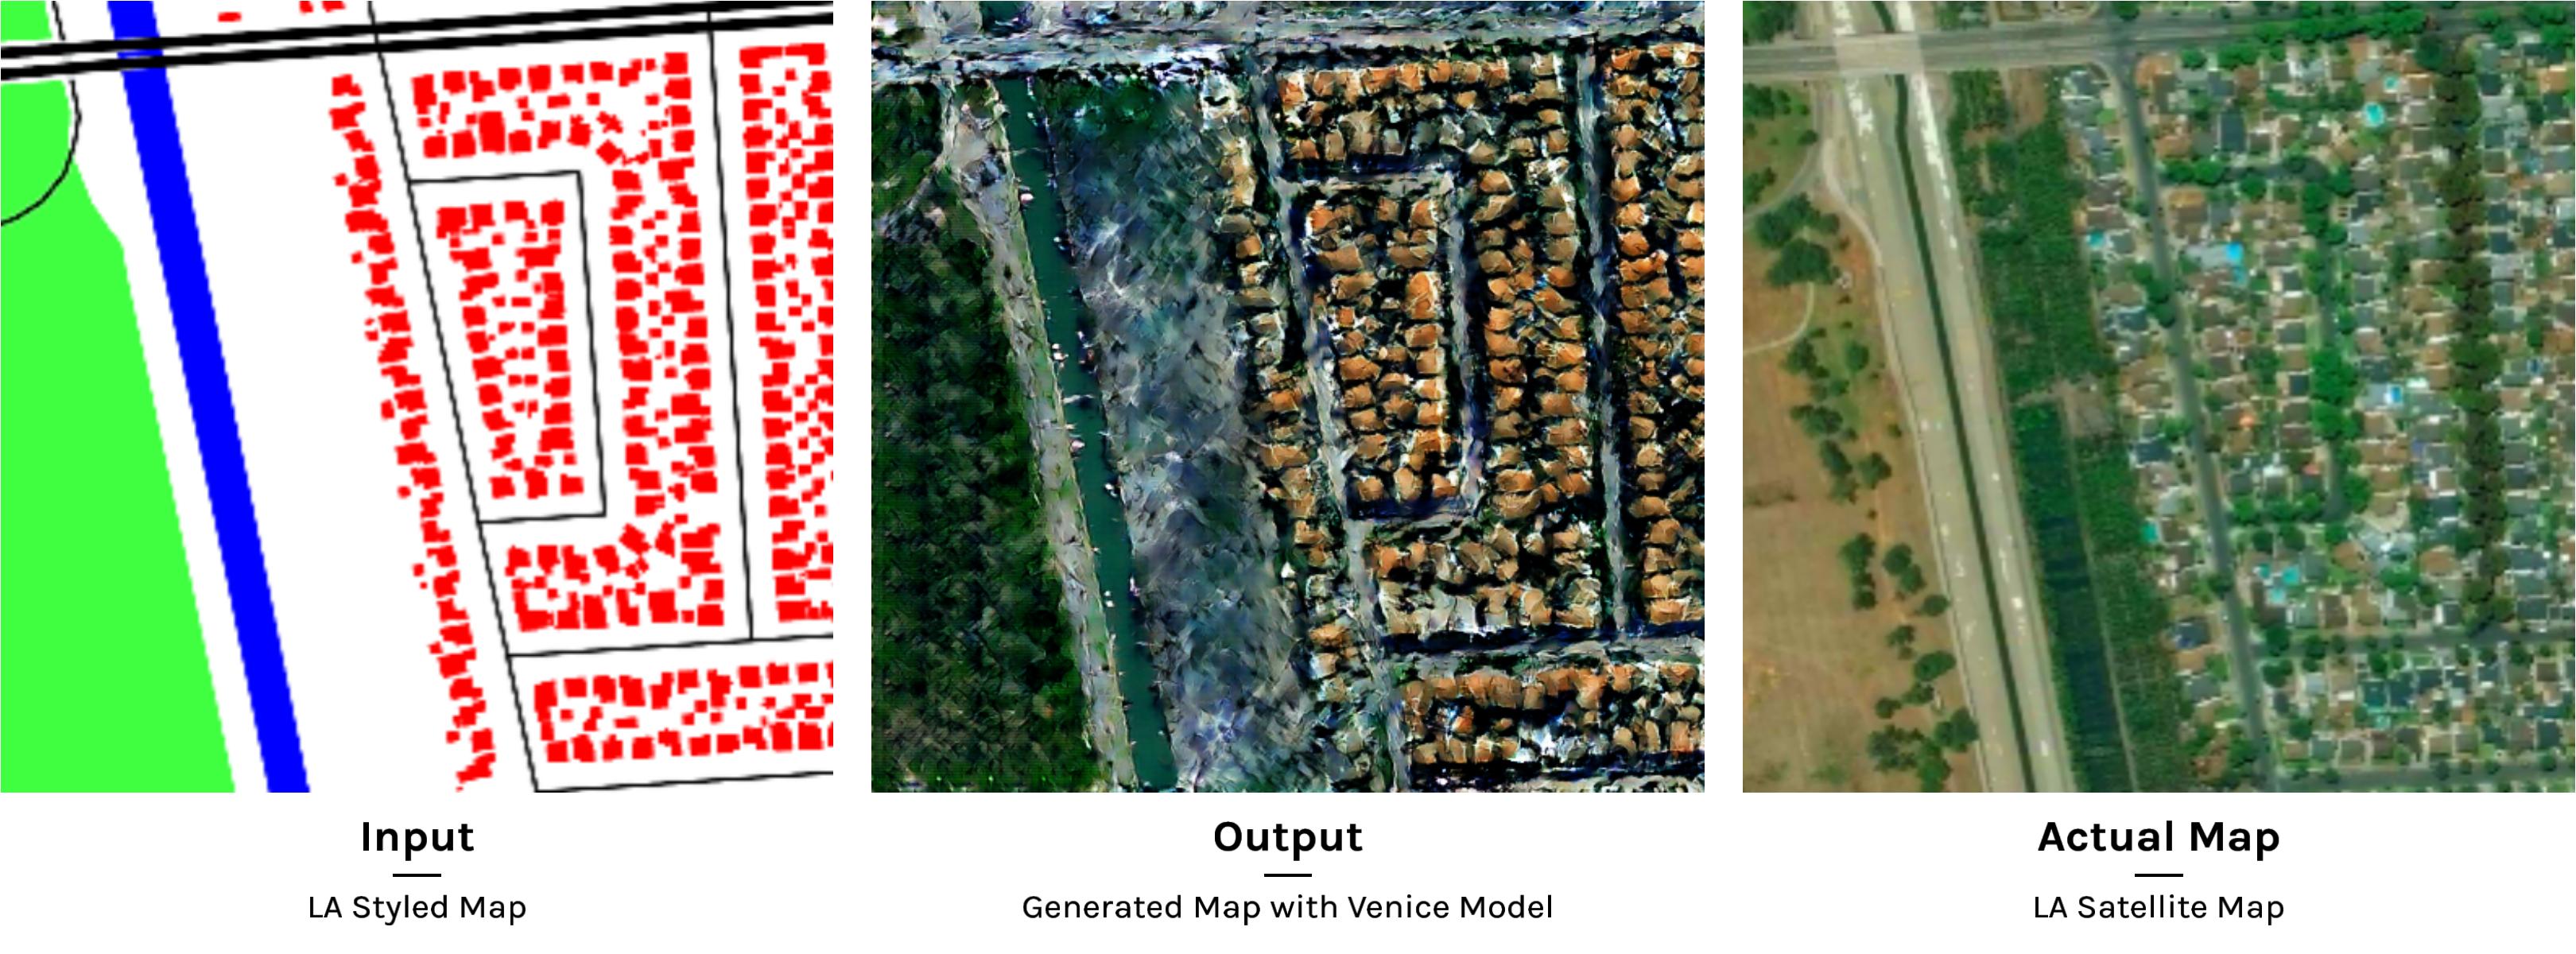 Input
LA Styled Map
Output
Generated Map with Venice Model
Actual Map
LA Satellite Map